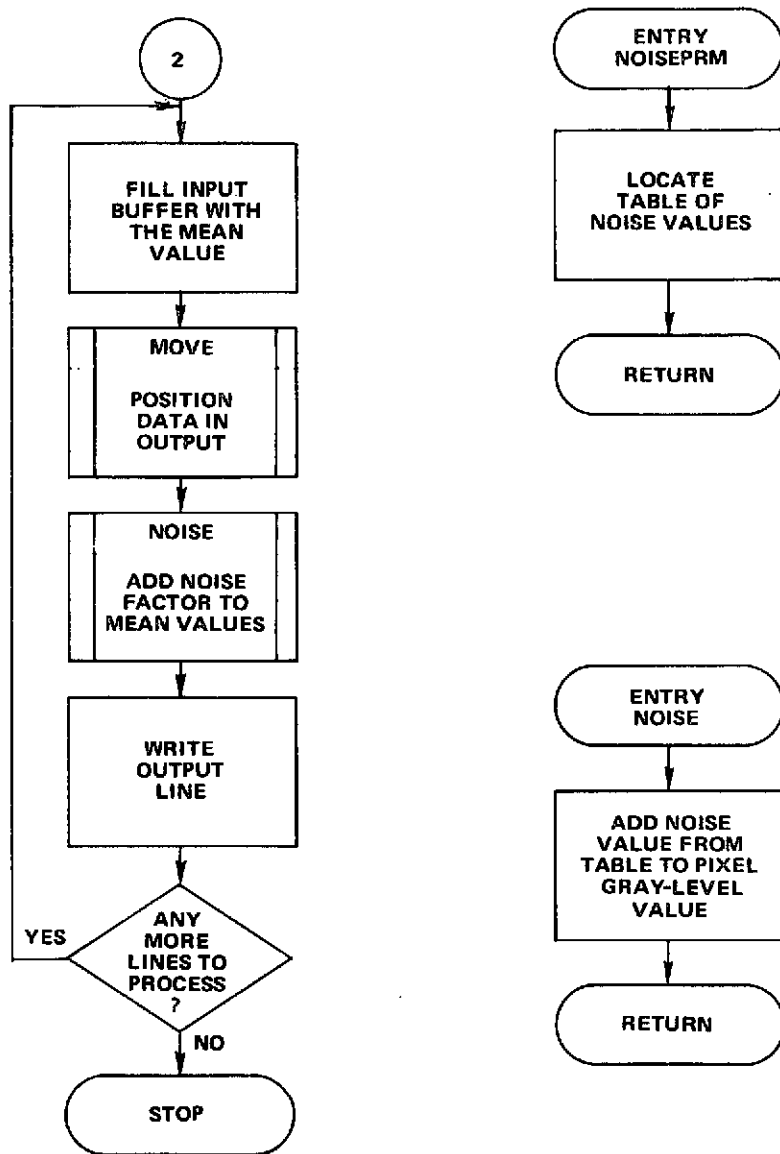 2
FILL INPUT
BUFFER WITH
THE MEAN
VALUE
MOVE
POSITION
DATA IN
OUTPUT
NOISE
ADD NOISE
FACTOR TO
MEAN VALUES
WRITE
OUTPUT
LINE
YES
ANY
MORE
LINES TO
PROCESS
?
NO
STOP
ENTRY
NOISEPRM
LOCATE
TABLE OF
NOISE VALUES
RETURN
ENTRY
NOISE
ADD NOISE
VALUE FROM
TABLE TO PIXEL
GRAY-LEVEL
VALUE
RETURN